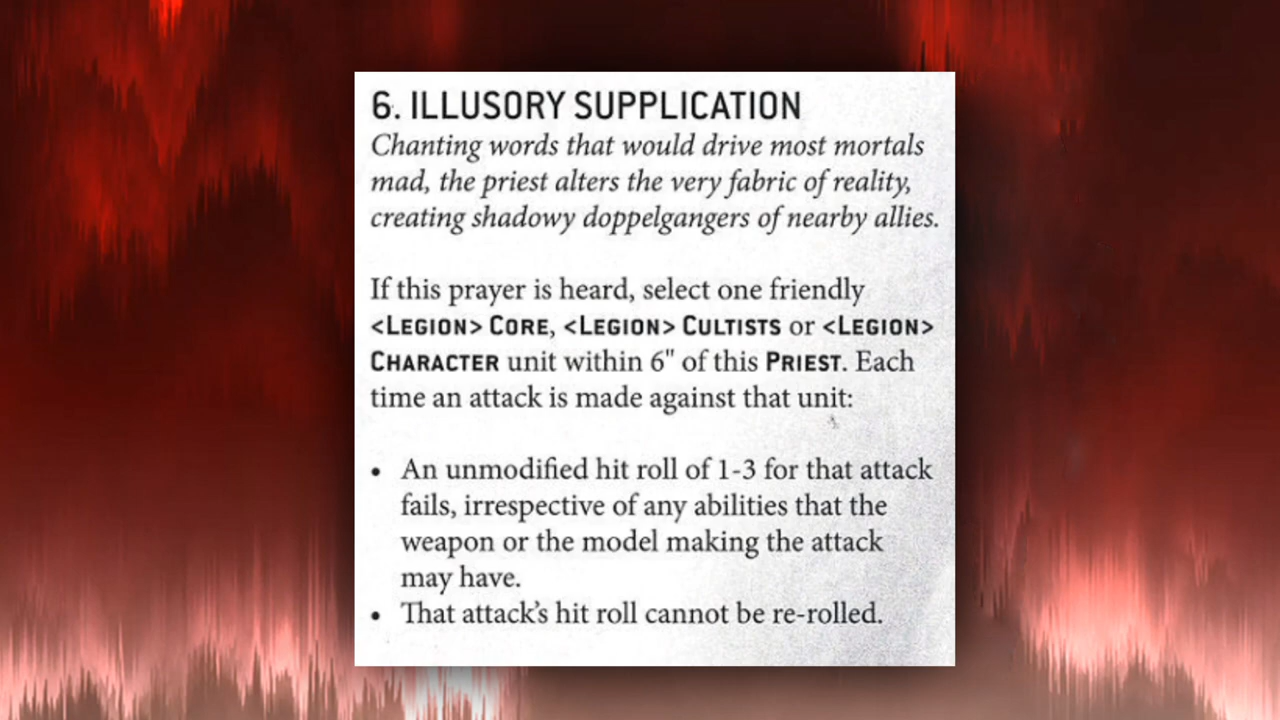 6. ILLUSORY SUPPLICATION
Chanting words that would drive most mortals
mad, the priest alters the very fabric of reality,
creating shadowy doppelgangers of nearby allies.
If this prayer is heard, select one friendly
<LEGION> CORE, <LEGION> CULTISTS or <LEGION>
CHARACTER unit within 6" of this PRIEST. Each
time an attack is made against that unit:
• An unmodified hit roll of 1-3 for that attack
fails, irrespective of any abilities that the
weapon or the model making the attack
may have.
• That attack's hit roll cannot be re-rolled.